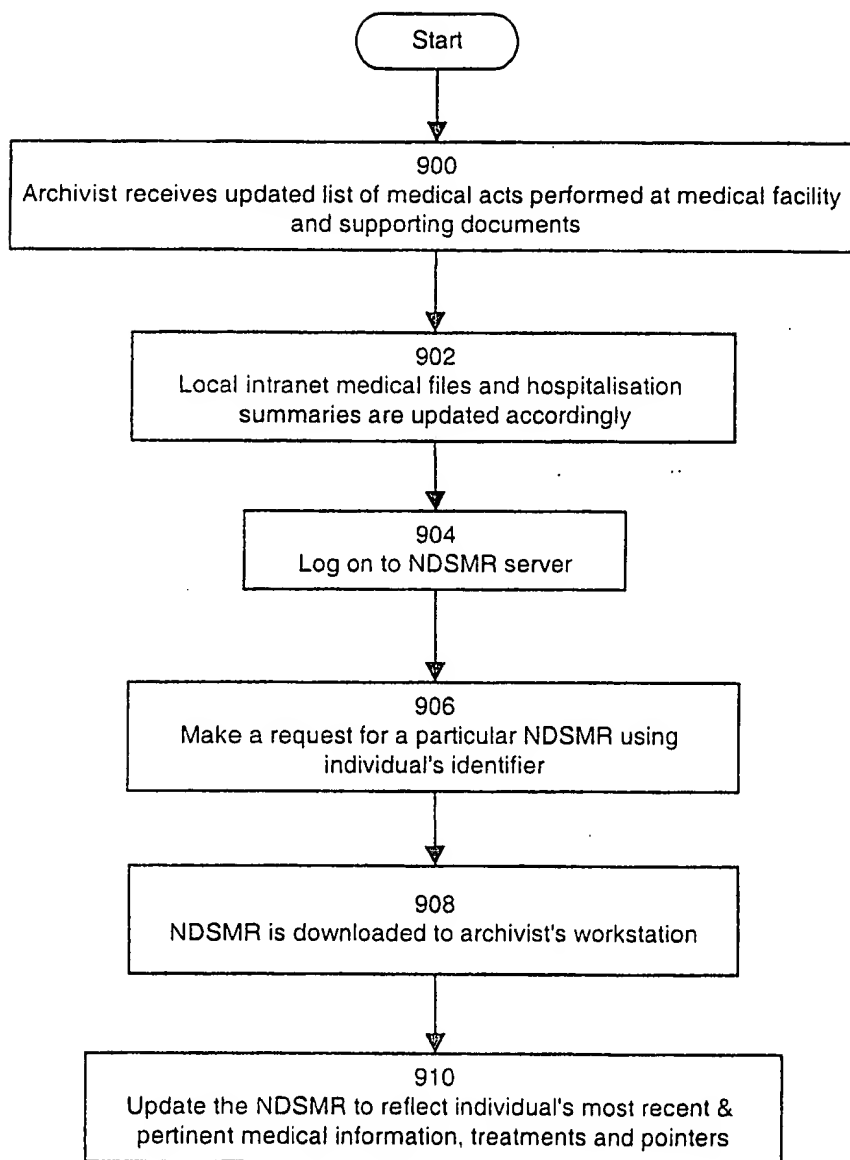 Start
900
Archivist receives updated list of medical acts performed at medical facility
and supporting documents
902
Local intranet medical files and hospitalisation
summaries are updated accordingly
904
Log on to NDSMR server
906
Make a request for a particular NDSMR using
individual's identifier
908
NDSMR is downloaded to archivist's workstation
910
Update the NDSMR to reflect individual's most recent &
pertinent medical information, treatments and pointers